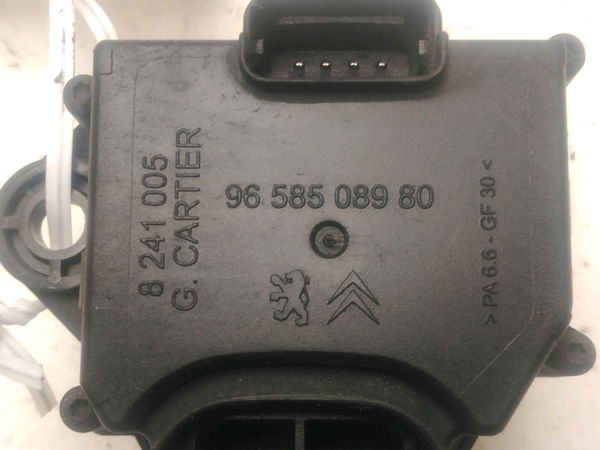 8 241 005
G. CARTIER
96 585 089 80
> PA 6.6 - GF 30 <